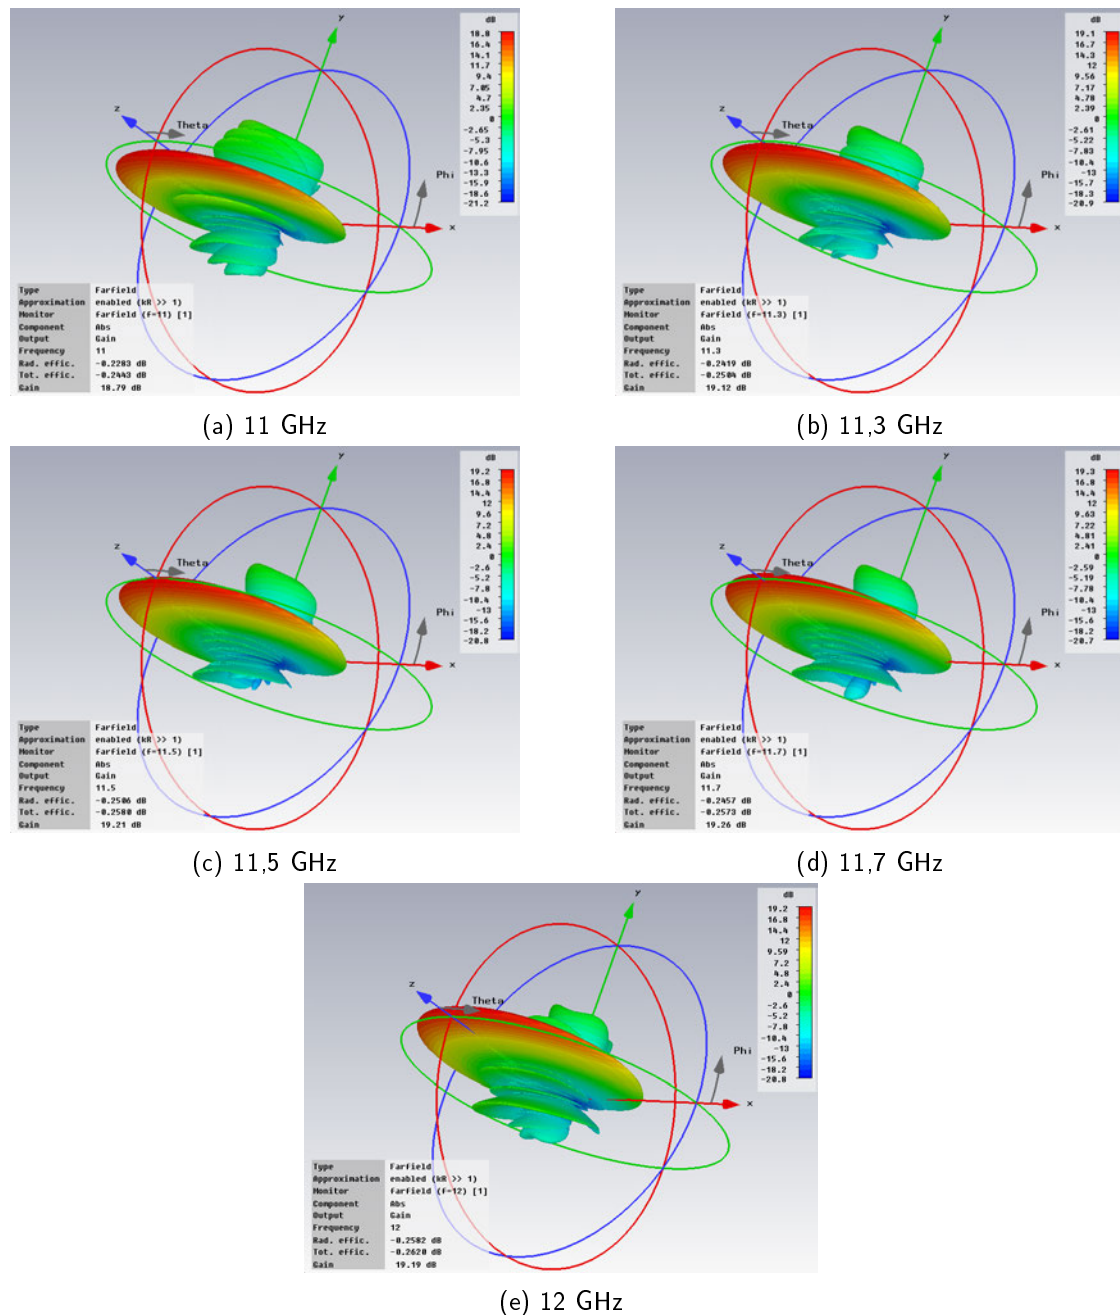 y
z
Theta
Phi
x
dB
18.8
16.4
14.1
11.7
9.4
7.05
4.7
2.35
0
-2.65
-5.3
-7.95
-10.6
-13.3
-15.9
-18.6
-21.2
Type Farfield
Approximation enabled (kR >> 1)
Monitor farfield (f=11) [1]
Component Abs
Output Gain
Frequency 11
Rad. effic. -0.2283 dB
Tot. effic. -0.2443 dB
Gain 18.79 dB
(a) 11 GHz
y
z
Theta
Phi
x
dB
19.1
16.7
14.3
12
9.56
7.17
4.78
2.39
0
-2.61
-5.22
-7.83
-10.4
-13
-15.7
-18.3
-20.9
Type Farfield
Approximation enabled (kR >> 1)
Monitor farfield (f=11.3) [1]
Component Abs
Output Gain
Frequency 11.3
Rad. effic. -0.2419 dB
Tot. effic. -0.2504 dB
Gain 19.12 dB
(b) 11,3 GHz
y
z
Theta
Phi
x
dB
19.2
16.8
14.4
12
9.6
7.2
4.8
2.4
0
-2.6
-5.2
-7.8
-10.4
-13
-15.6
-18.2
-20.8
Type Farfield
Approximation enabled (kR >> 1)
Monitor farfield (f=11.5) [1]
Component Abs
Output Gain
Frequency 11.5
Rad. effic. -0.2506 dB
Tot. effic. -0.2580 dB
Gain 19.21 dB
(c) 11,5 GHz
y
z
Theta
Phi
x
dB
19.3
16.8
14.4
12
9.63
7.22
4.81
2.41
0
-2.59
-5.19
-7.78
-10.4
-13
-15.6
-18.2
-20.7
Type Farfield
Approximation enabled (kR >> 1)
Monitor farfield (f=11.7) [1]
Component Abs
Output Gain
Frequency 11.7
Rad. effic. -0.2457 dB
Tot. effic. -0.2573 dB
Gain 19.26 dB
(d) 11,7 GHz
y
z
Theta
Phi
x
dB
19.2
16.8
14.4
12
9.59
7.2
4.8
2.4
0
-2.6
-5.2
-7.8
-10.4
-13
-15.6
-18.2
-20.8
Type Farfield
Approximation enabled (kR >> 1)
Monitor farfield (f=12) [1]
Component Abs
Output Gain
Frequency 12
Rad. effic. -0.2582 dB
Tot. effic. -0.2620 dB
Gain 19.19 dB
(e) 12 GHz